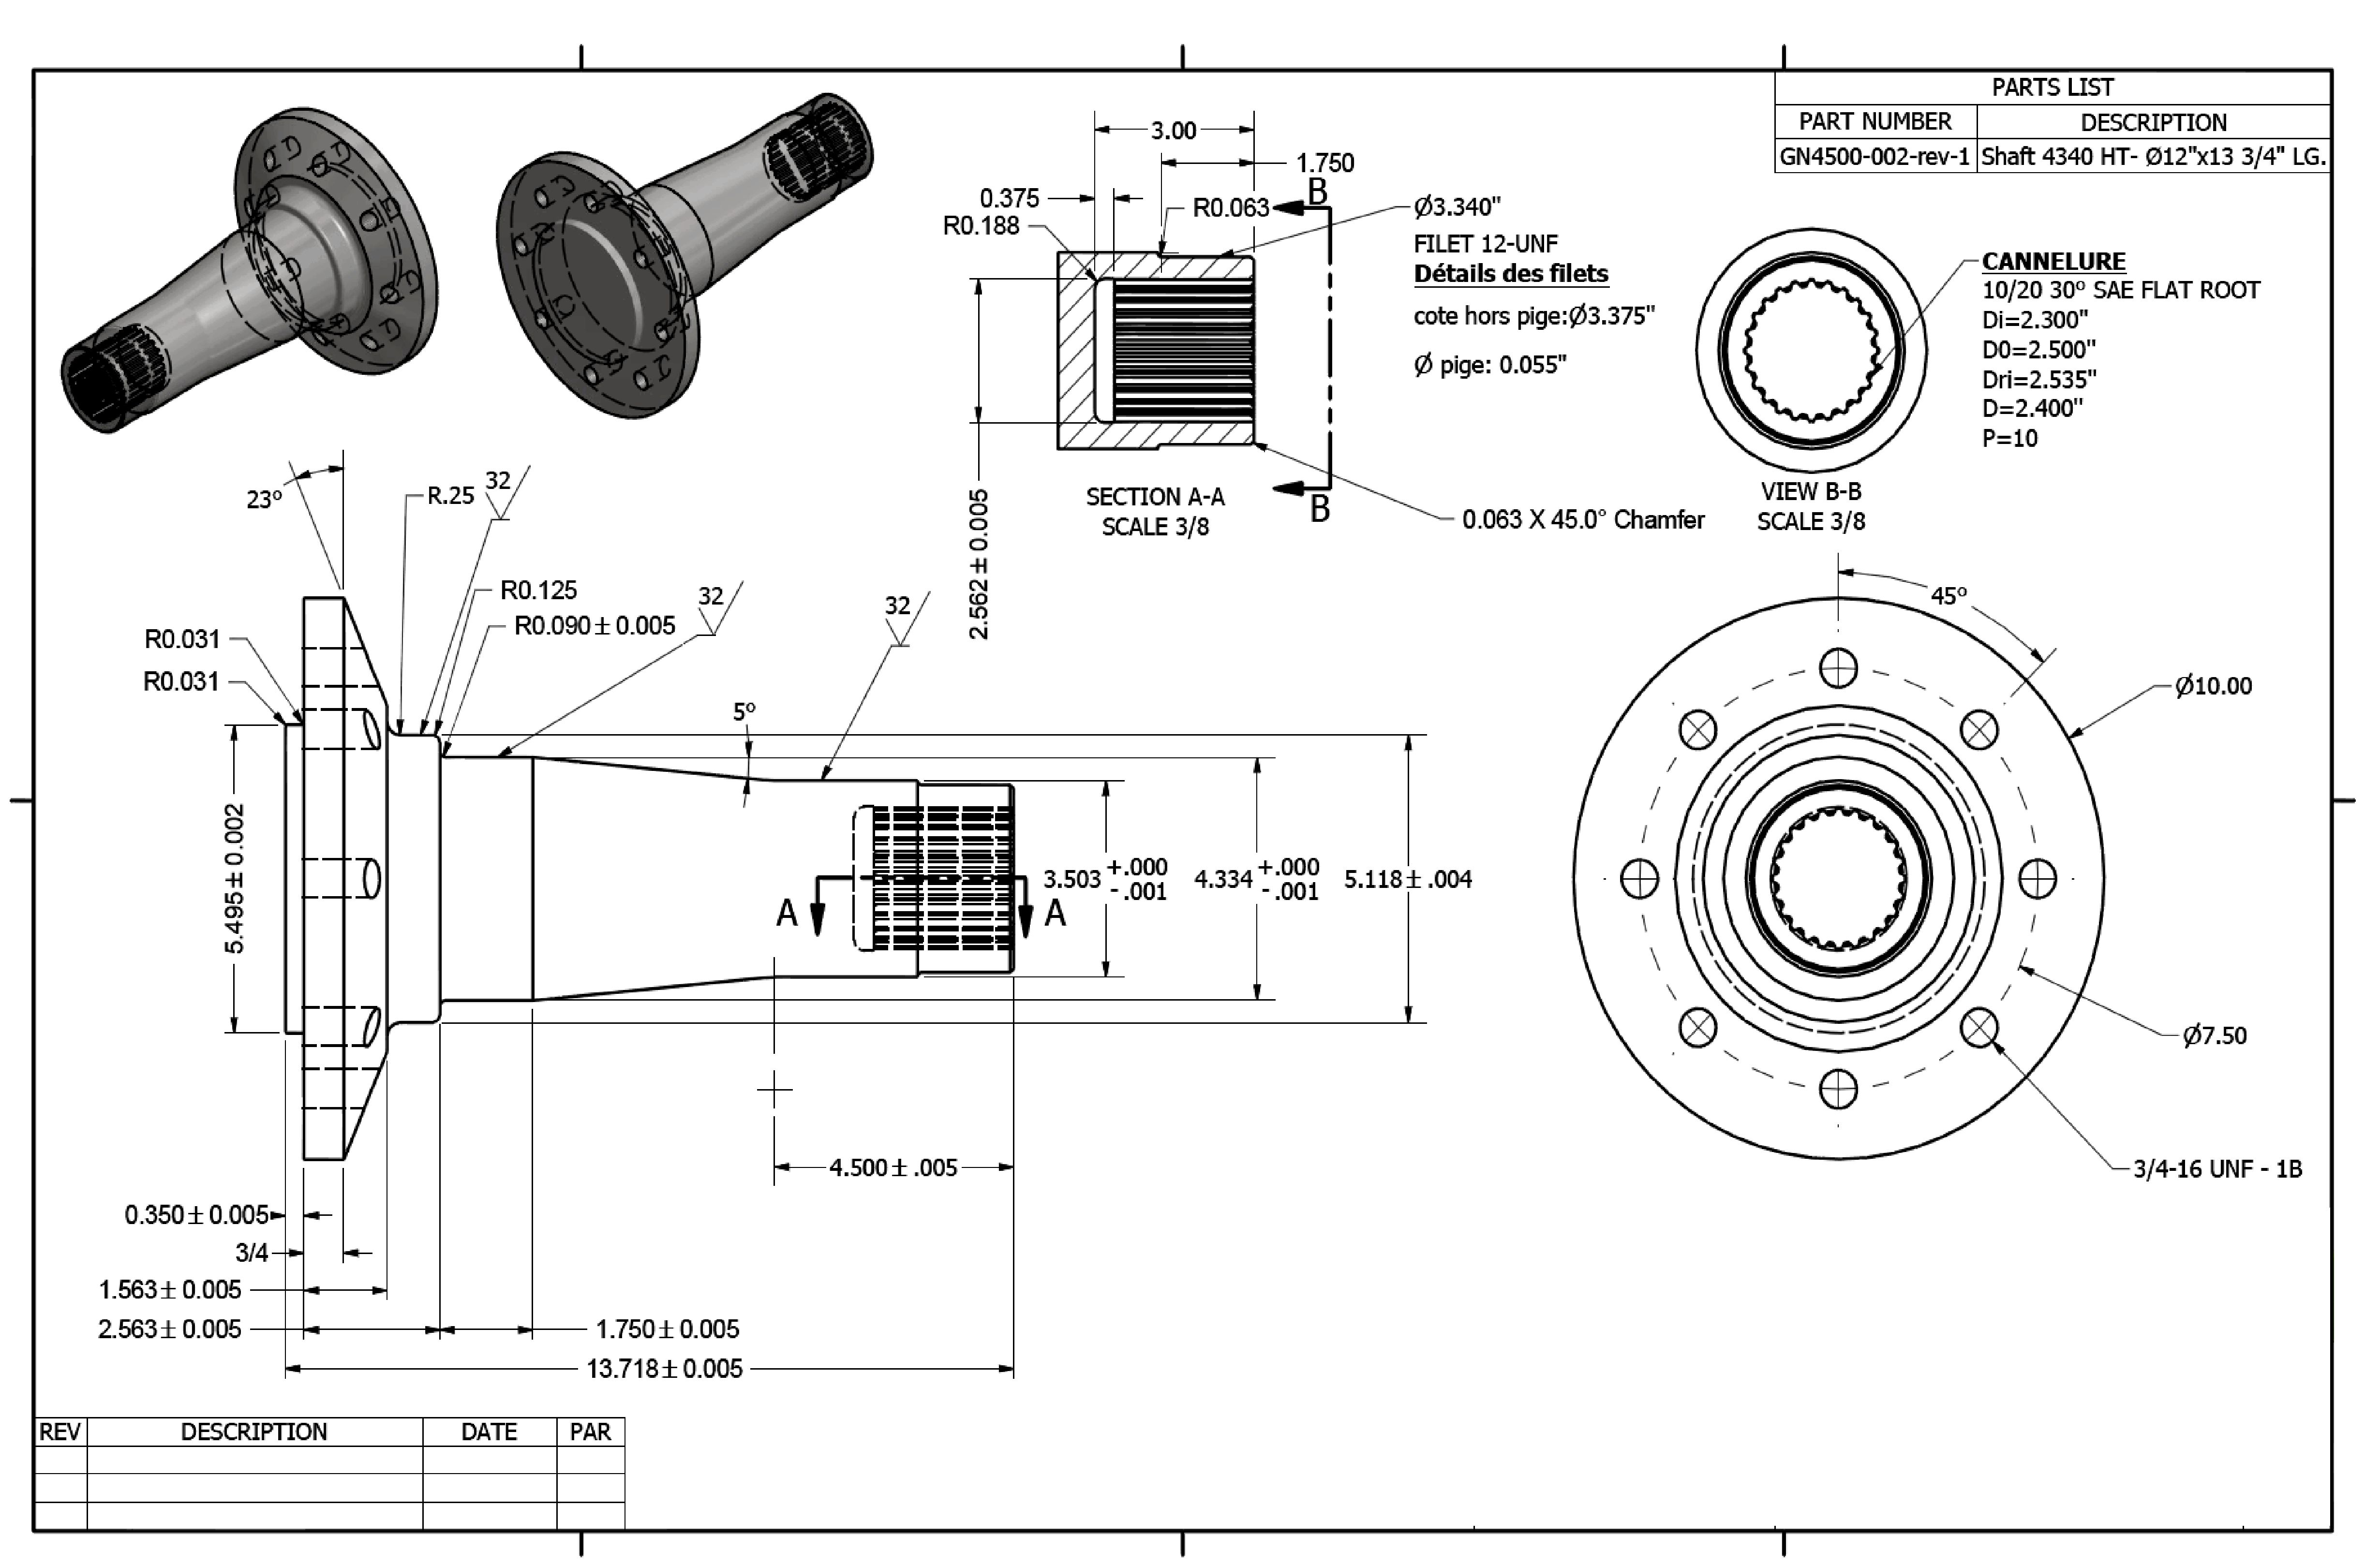 PARTS LIST
PART NUMBER DESCRIPTION
GN4500-002-rev-1 Shaft 4340 HT- Ø12"x13 3/4" LG.
3.00
1.750
0.375
R0.188
R0.063
B
Ø3.340"
FILET 12-UNF
Détails des filets
cote hors pige:Ø3.375"
Ø pige: 0.055"
2.562 ± 0.005
SECTION A-A
SCALE 3/8
B
0.063 X 45.0° Chamfer
CANNELURE
10/20 30º SAE FLAT ROOT
Di=2.300"
D0=2.500"
Dri=2.535"
D=2.400"
P=10
VIEW B-B
SCALE 3/8
23º
R.25
32
R0.125
R0.090 ± 0.005
32
32
R0.031
R0.031
5º
5.495 ± 0.002
A
A
3.503 +.000 -.001
4.334 +.000 -.001
5.118 ± .004
4.500 ± .005
0.350 ± 0.005
3/4
1.563 ± 0.005
2.563 ± 0.005
1.750 ± 0.005
13.718 ± 0.005
45º
Ø10.00
Ø7.50
3/4-16 UNF - 1B
REV DESCRIPTION DATE PAR